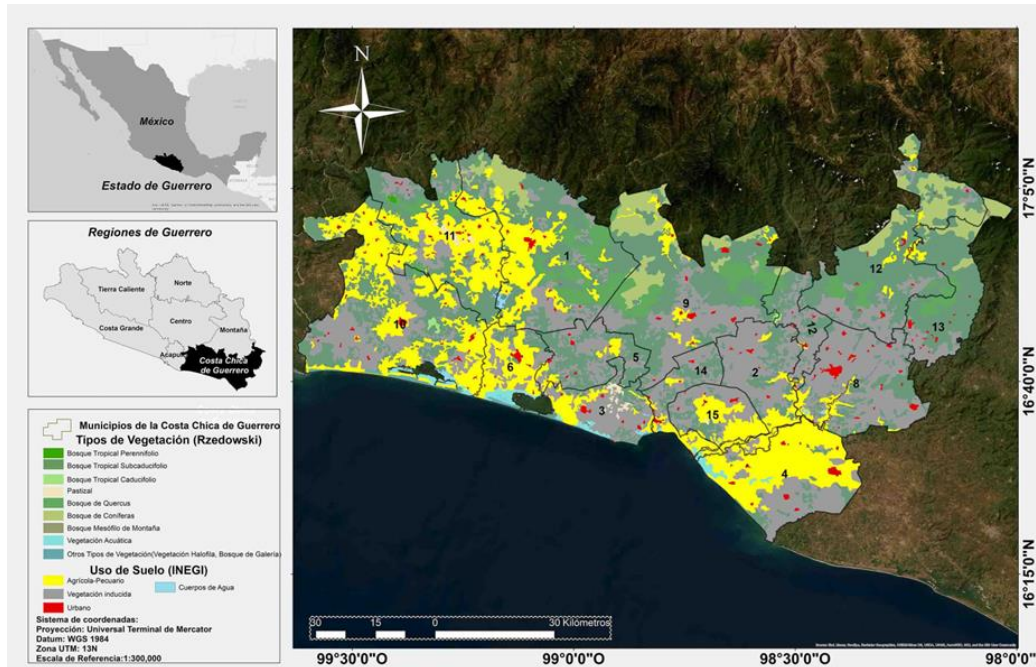 México
Estado de Guerrero
Regiones de Guerrero
Tierra Caliente
Norte
Centro
Costa Grande
Montaña
Acapulco
Costa Chica
de Guerrero
Municipios de la Costa Chica de Guerrero
Tipos de Vegetación (Rzedowski)
Bosque Tropical Perennifolio
Bosque Tropical Subcaducifolio
Bosque Tropical Caducifolio
Pastizal
Bosque de Quercus
Bosque de Coníferas
Bosque Mesófilo de Montaña
Vegetación Acuática
Otros Tipos de Vegetación(Vegetación Halofila, Bosque de Galería)
Uso de Suelo (INEGI)
Agrícola-Pecuario
Cuerpos de Agua
Vegetación inducida
Urbano
Sistema de coordenadas:
Proyección: Universal Terminal de Mercator
Datum: WGS 1984
Zona UTM: 13N
Escala de Referencia:1:300,000
N
11
1
12
9
10
12
13
5
6
14
2
8
3
15
4
30 15 0 30 Kilómetros
17°5'0"N
16°40'0"N
16°15'0"N
99°30'0"W
99°0'0"W
98°30'0"W
98°0'0"W